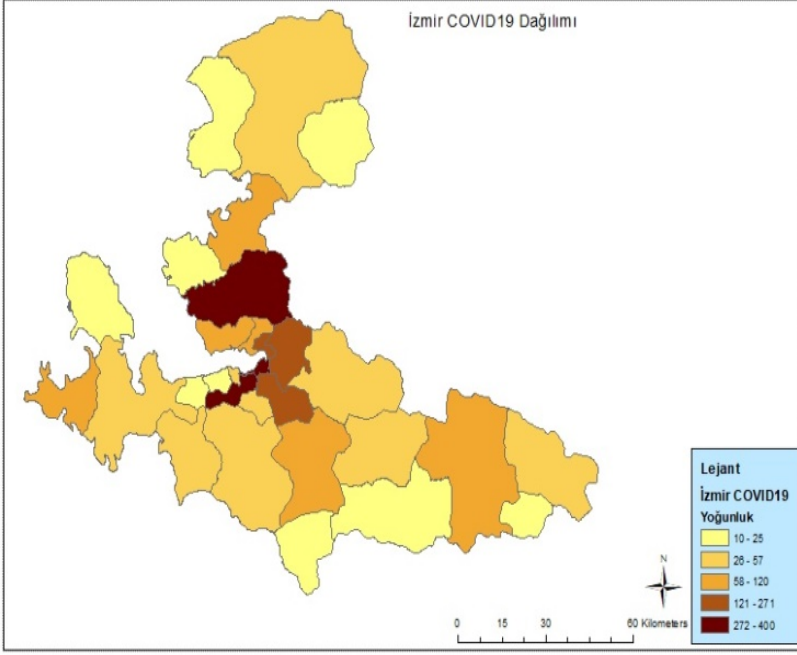 İzmir COVID19 Dağılımı
Lejant
İzmir COVID19
Yoğunluk
10 - 25
26 - 57
58 - 120
121 - 271
272 - 400
N
0 15 30 60 Kilometers